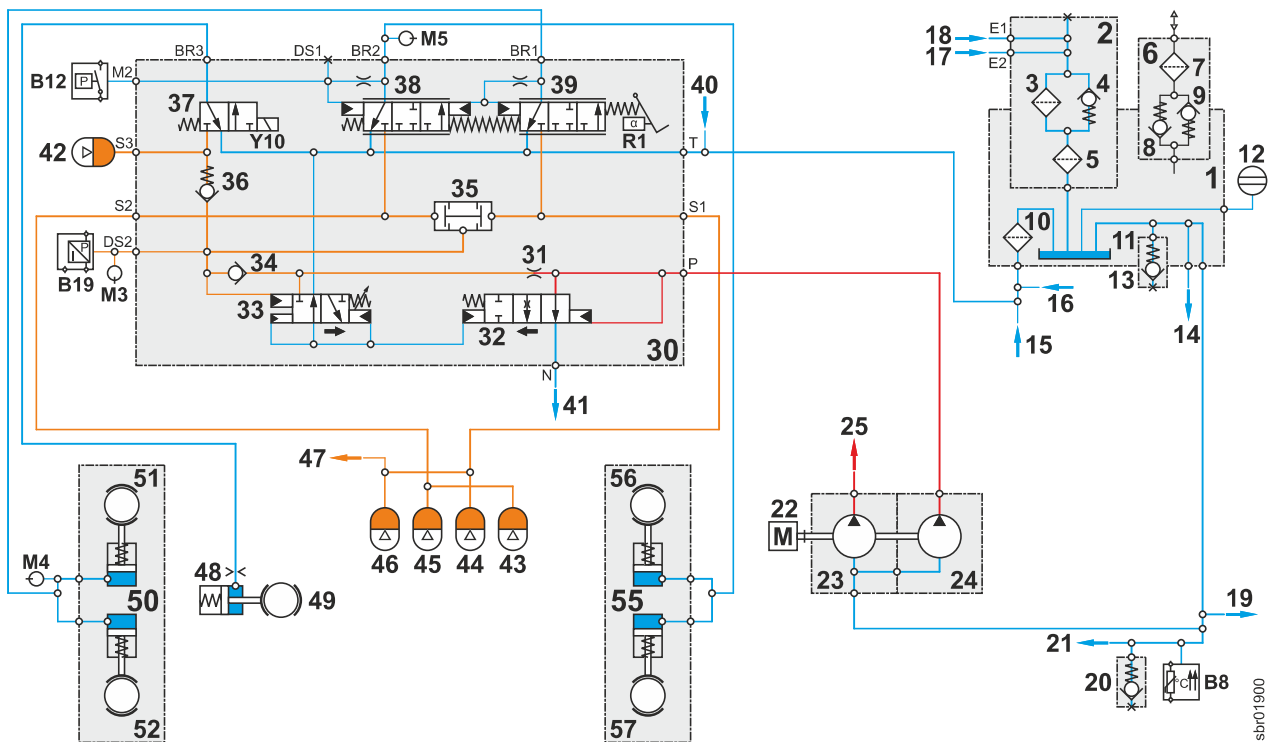 BR3
DS1
BR2
M5
BR1
18
E1
17
E2
2
6
7
3
4
9
B12
P
M2
38
39
40
37
Y10
α
R1
T
42
S3
5
8
12
1
36
35
S2
S1
10
11
B19
P
DS2
M3
34
31
P
13
33
32
30
16
14
15
N
41
25
47
51
56
22
M
46
45
44
43
M4
48
50
49
55
23
24
19
21
20
°C
B8
52
57
sbr01900